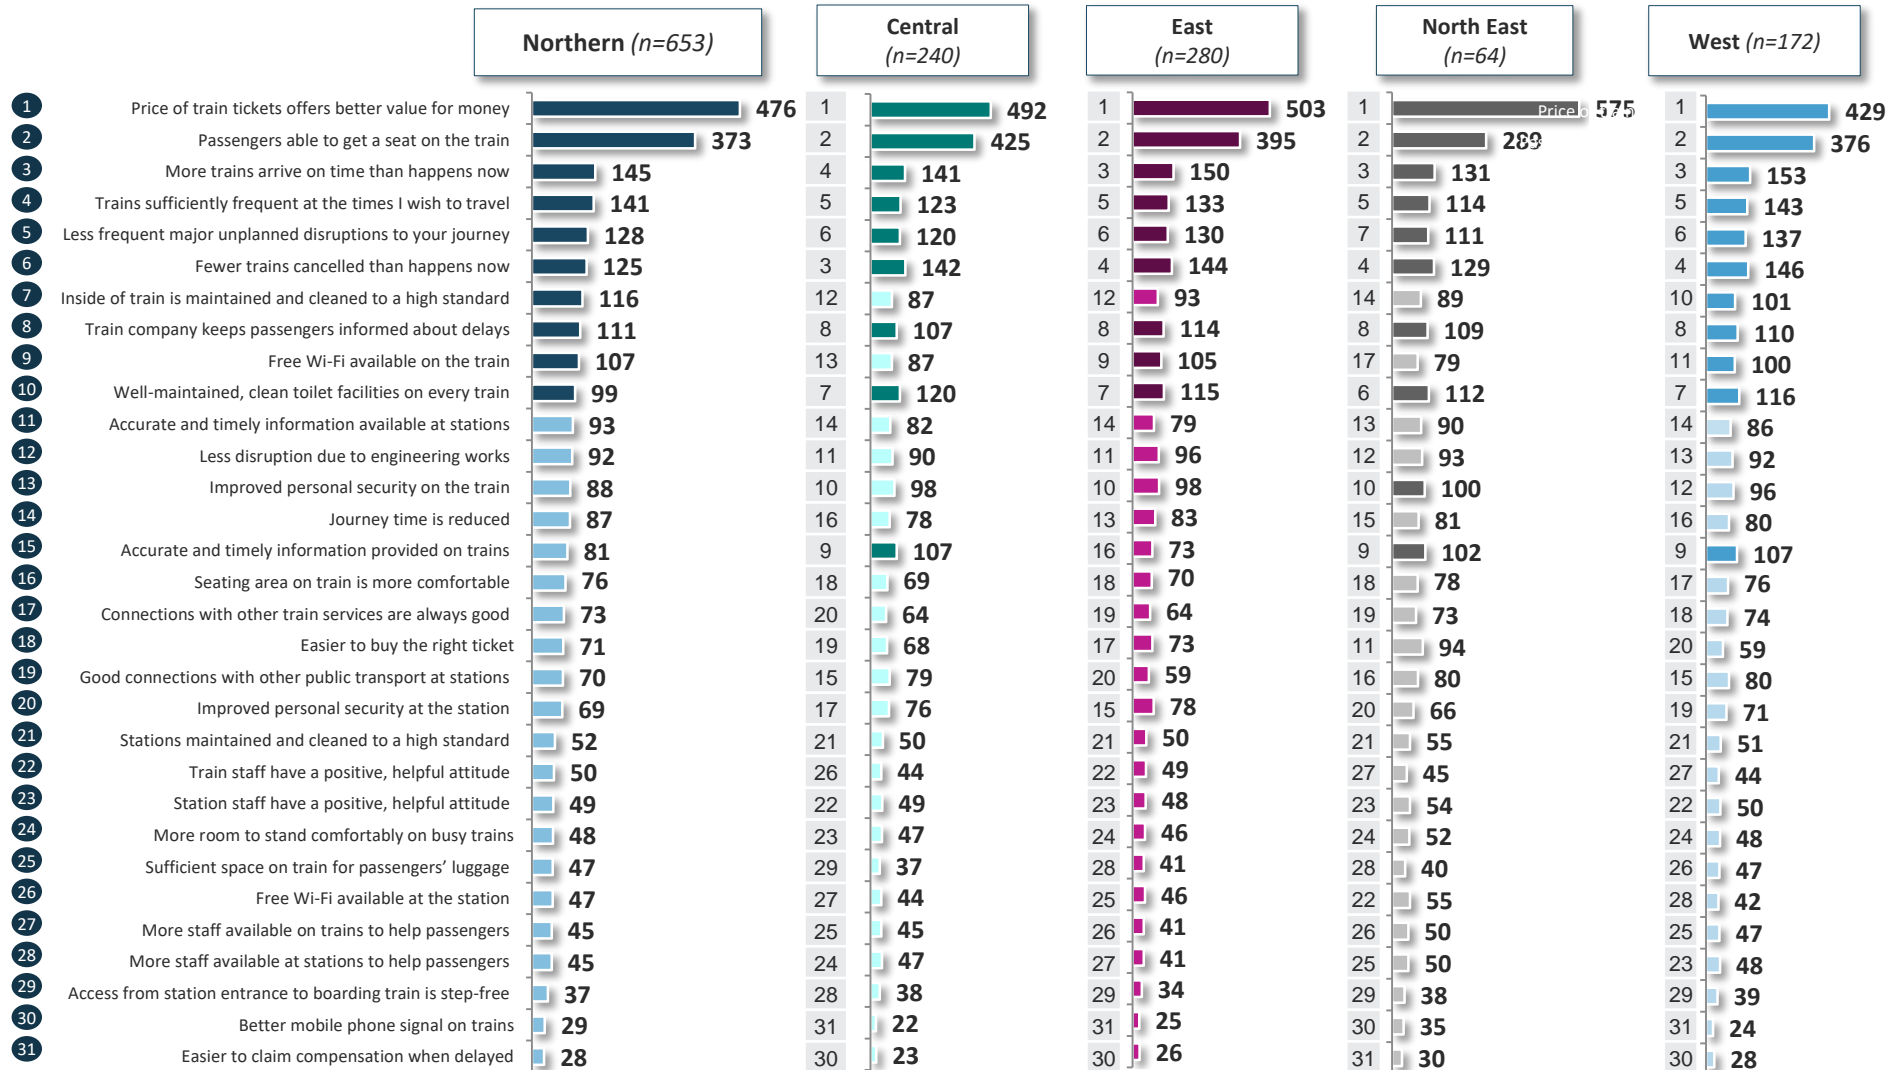 Northern (n=653)
Central
(n=240)
East
(n=280)
North East
(n=64)
West (n=172)
1 Price of train tickets offers better value for money 476 1 492 1 503 1 575 1 429
2 Passengers able to get a seat on the train 373 2 425 2 395 2 289 2 376
3 More trains arrive on time than happens now 145 4 141 3 150 3 131 3 153
4 Trains sufficiently frequent at the times I wish to travel 141 5 123 5 133 5 114 5 143
5 Less frequent major unplanned disruptions to your journey 128 6 120 6 130 7 111 6 137
6 Fewer trains cancelled than happens now 125 3 142 4 144 4 129 4 146
7 Inside of train is maintained and cleaned to a high standard 116 12 87 12 93 14 89 10 101
8 Train company keeps passengers informed about delays 111 8 107 8 114 8 109 8 110
9 Free Wi-Fi available on the train 107 13 87 9 105 17 79 11 100
10 Well-maintained, clean toilet facilities on every train 99 7 120 7 115 6 112 7 116
11 Accurate and timely information available at stations 93 14 82 14 79 13 90 14 86
12 Less disruption due to engineering works 92 11 90 11 96 12 93 13 92
13 Improved personal security on the train 88 10 98 10 98 10 100 12 96
14 Journey time is reduced 87 16 78 13 83 15 81 16 80
15 Accurate and timely information provided on trains 81 9 107 16 73 9 102 9 107
16 Seating area on train is more comfortable 76 18 69 18 70 18 78 17 76
17 Connections with other train services are always good 73 20 64 19 64 19 73 18 74
18 Easier to buy the right ticket 71 19 68 17 73 11 94 20 59
19 Good connections with other public transport at stations 70 15 79 20 59 16 80 15 80
20 Improved personal security at the station 69 17 76 15 78 20 66 19 71
21 Stations maintained and cleaned to a high standard 52 21 50 21 50 21 55 21 51
22 Train staff have a positive, helpful attitude 50 26 44 22 49 27 45 27 44
23 Station staff have a positive, helpful attitude 49 22 49 23 48 23 54 22 50
24 More room to stand comfortably on busy trains 48 23 47 24 46 24 52 24 48
25 Sufficient space on train for passengers’ luggage 47 29 37 28 41 28 40 26 47
26 Free Wi-Fi available at the station 47 27 44 25 46 22 55 28 42
27 More staff available on trains to help passengers 45 25 45 26 41 26 50 25 47
28 More staff available at stations to help passengers 45 24 47 27 41 25 50 23 48
29 Access from station entrance to boarding train is step-free 37 28 38 29 34 29 38 29 39
30 Better mobile phone signal on trains 29 31 22 31 25 30 35 31 24
31 Easier to claim compensation when delayed 28 30 23 30 26 31 30 30 28